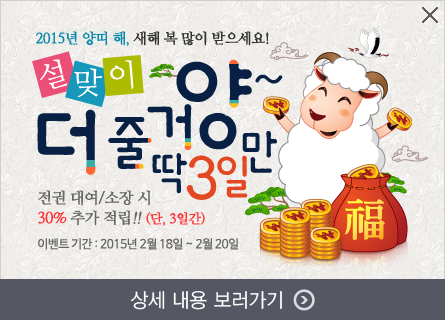 2015년 양띠 해, 새해 복 많이 받으세요!
설맞이
더 줄거양~
딱3일만
전권 대여/소장 시
30% 추가 적립!! (단, 3일간)
이벤트 기간 : 2015년 2월 18일 ~ 2월 20일
福
상세 내용 보러가기